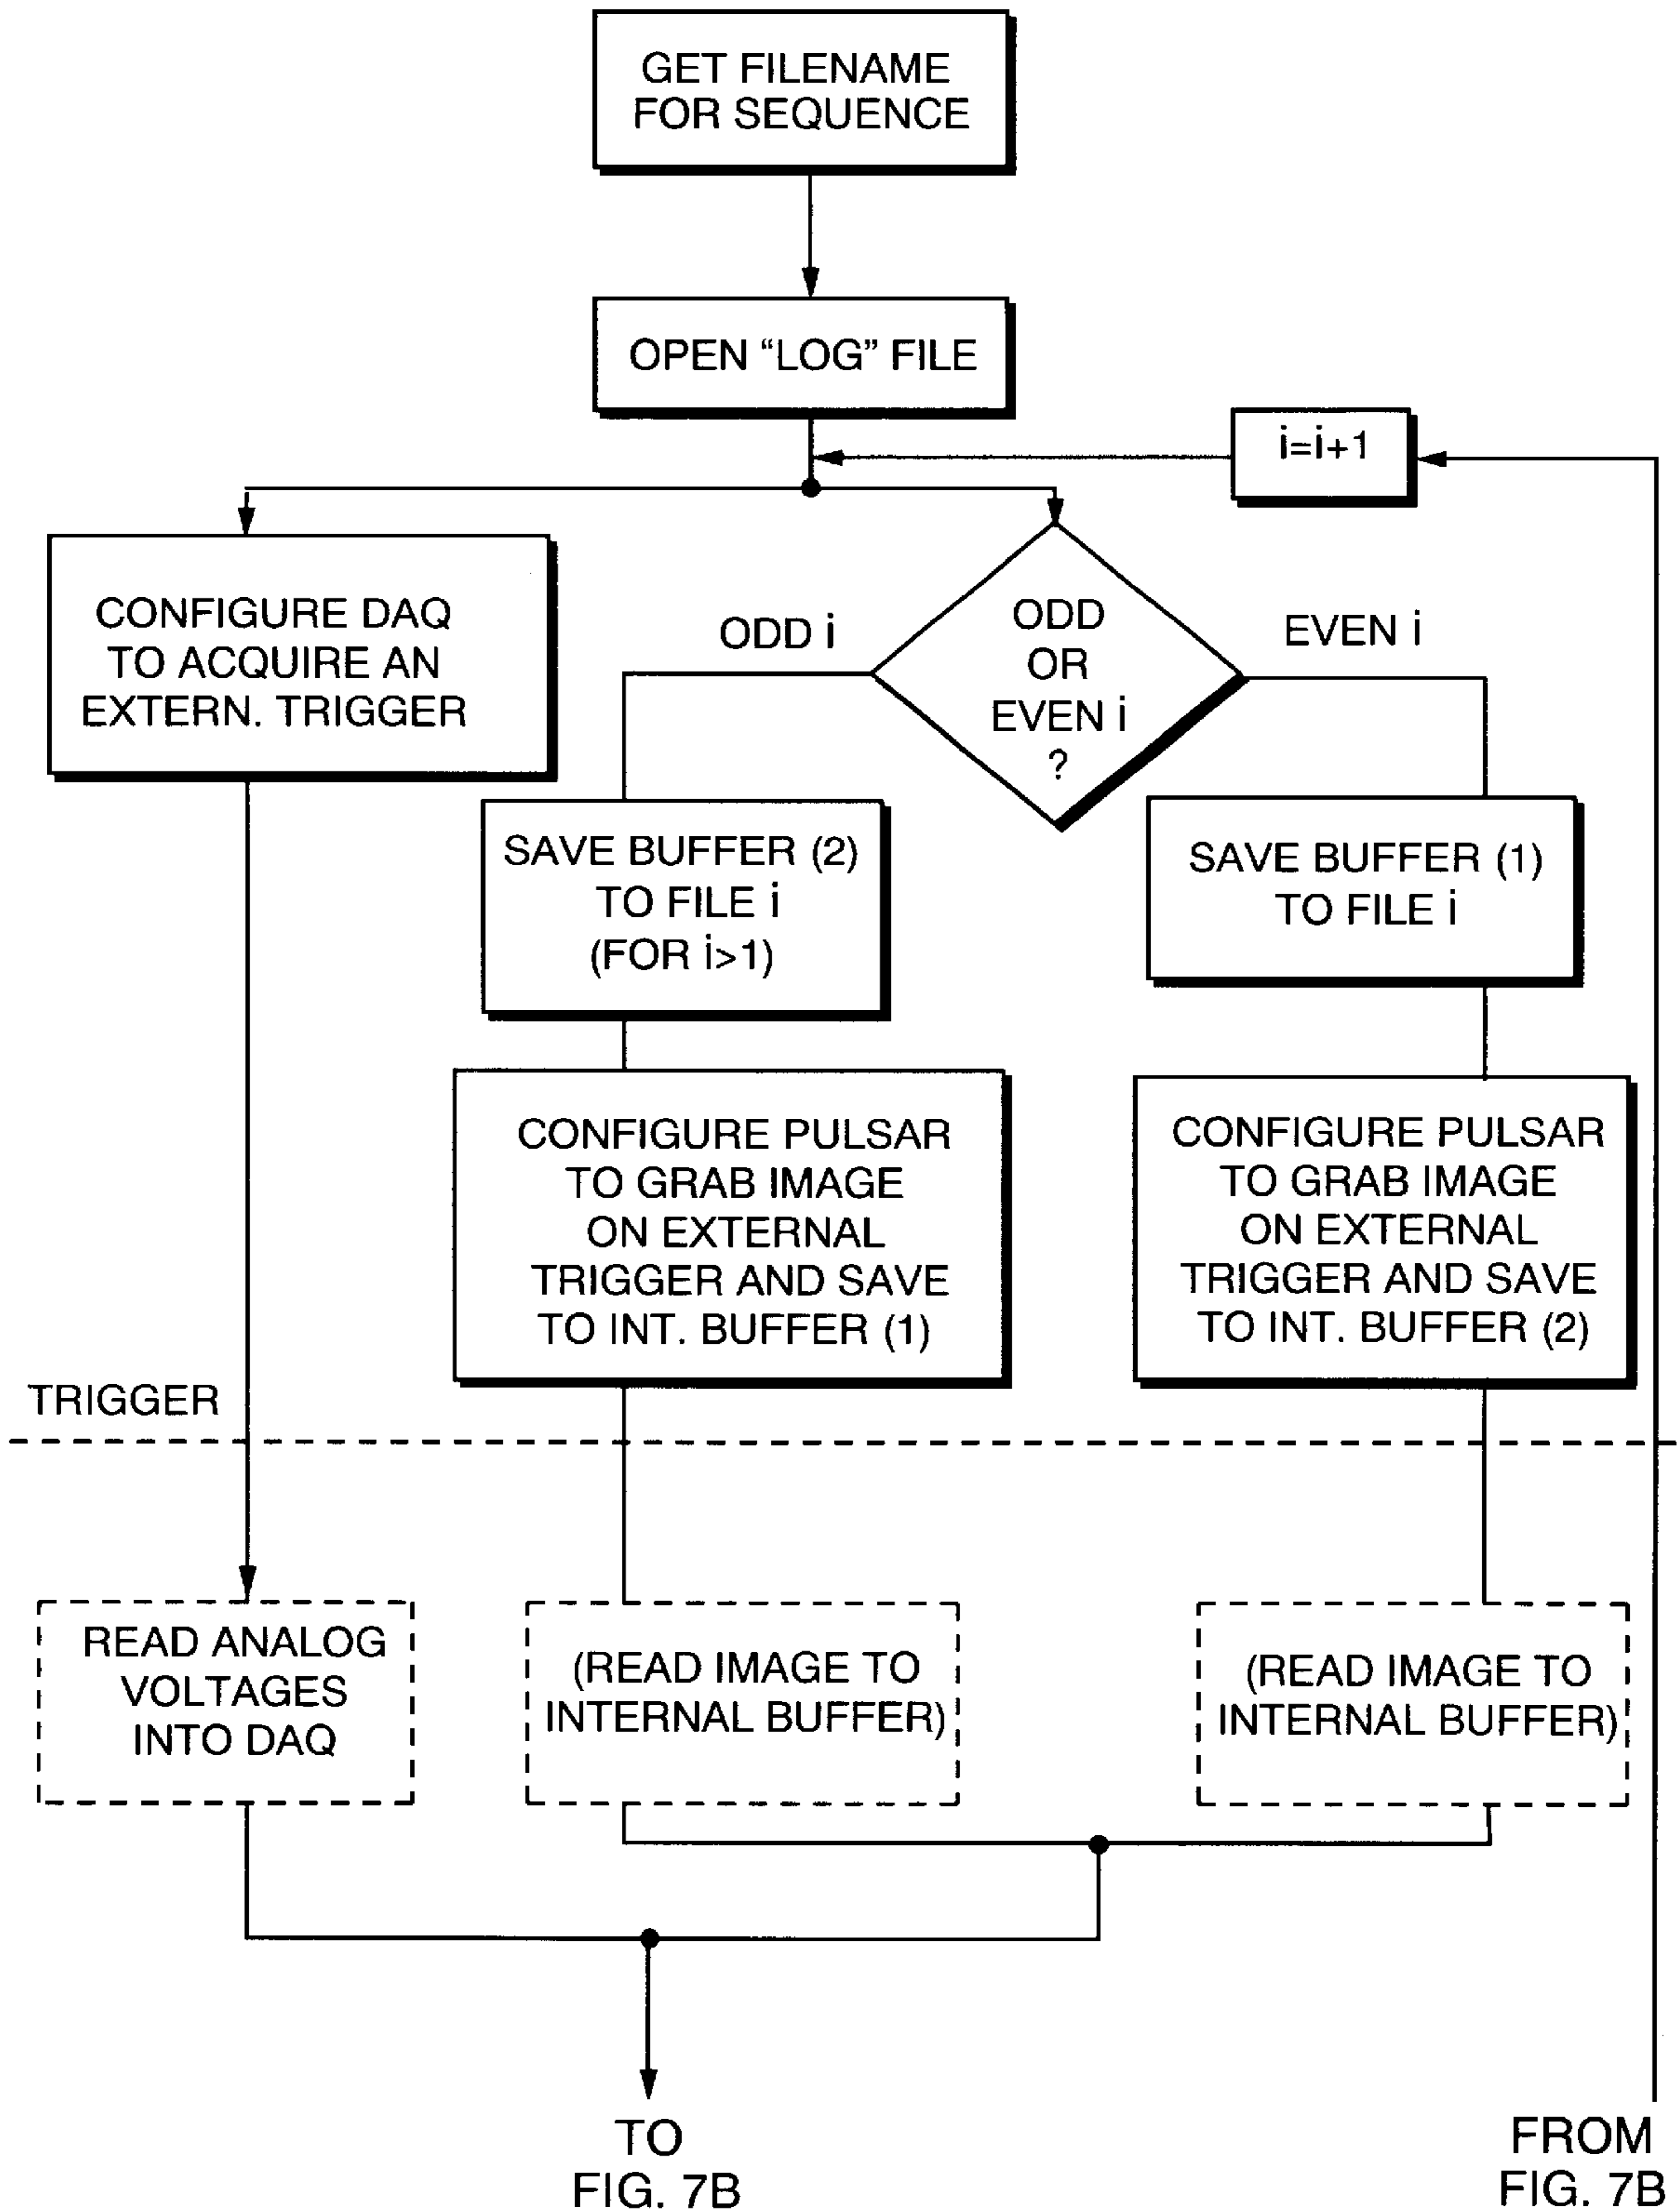 GET FILENAME
FOR SEQUENCE
OPEN “LOG” FILE
i=i+1
CONFIGURE DAQ
TO ACQUIRE AN
EXTERN. TRIGGER
ODD i
ODD
OR
EVEN i
?
EVEN i
SAVE BUFFER (2)
TO FILE i
(FOR i>1)
SAVE BUFFER (1)
TO FILE i
CONFIGURE PULSAR
TO GRAB IMAGE
ON EXTERNAL
TRIGGER AND SAVE
TO INT. BUFFER (1)
CONFIGURE PULSAR
TO GRAB IMAGE
ON EXTERNAL
TRIGGER AND SAVE
TO INT. BUFFER (2)
TRIGGER
READ ANALOG
VOLTAGES
INTO DAQ
(READ IMAGE TO
INTERNAL BUFFER)
(READ IMAGE TO
INTERNAL BUFFER)
TO
FIG. 7B
FROM
FIG. 7B